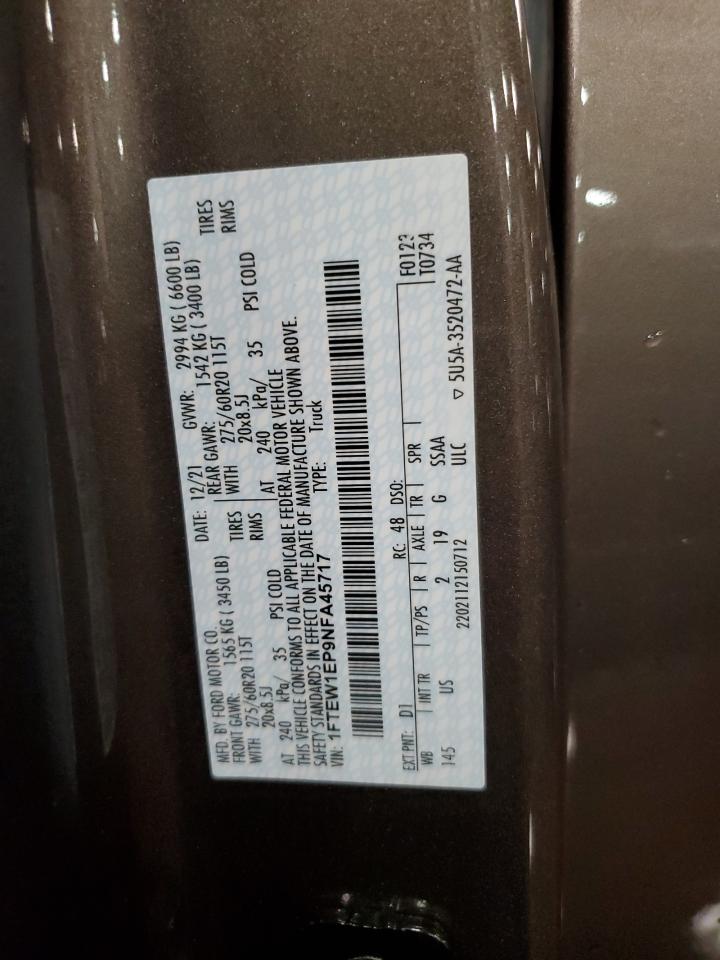 MFD. BY FORD MOTOR CO.
DATE: 12/21 GVWR: 2994 KG ( 6600 LB)
FRONT GAWR: 1565 KG ( 3450 LB) REAR GAWR: 1542 KG ( 3400 LB)
WITH 275/60R20 115T TIRES WITH 275/60R20 115T TIRES
20x8.5J RIMS 20x8.5J RIMS
AT 240 kPa/ 35 PSI COLD AT 240 kPa/ 35 PSI COLD
THIS VEHICLE CONFORMS TO ALL APPLICABLE FEDERAL MOTOR VEHICLE
SAFETY STANDARDS IN EFFECT ON THE DATE OF MANUFACTURE SHOWN ABOVE.
VIN: 1FTEW1EP9NFA45717 TYPE: Truck
EXT PNT: D1 RC: 48 DSO: F0123
WB INT TR TP/PS R AXLE TR SPR T0734
145 US 2 19 G SSAA
2202112150712 ULC ▽ 5U5A-3520472-AA